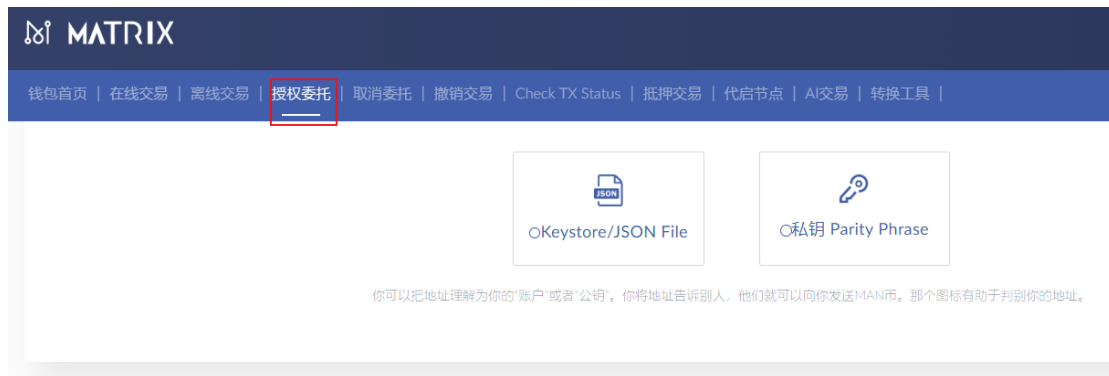 MATRIX
钱包首页 | 在线交易 | 离线交易 | 授权委托 | 取消委托 | 撤销交易 | Check TX Status | 抵押交易 | 代启节点 | AI交易 | 转换工具 |
JSON
Keystore/JSON File
私钥 Parity Phrase
你可以把地址理解为你的“账户”或者“公钥”。你将地址告诉别人，他们就可以向你发送MAN币。那个图标有助于判别你的地址。